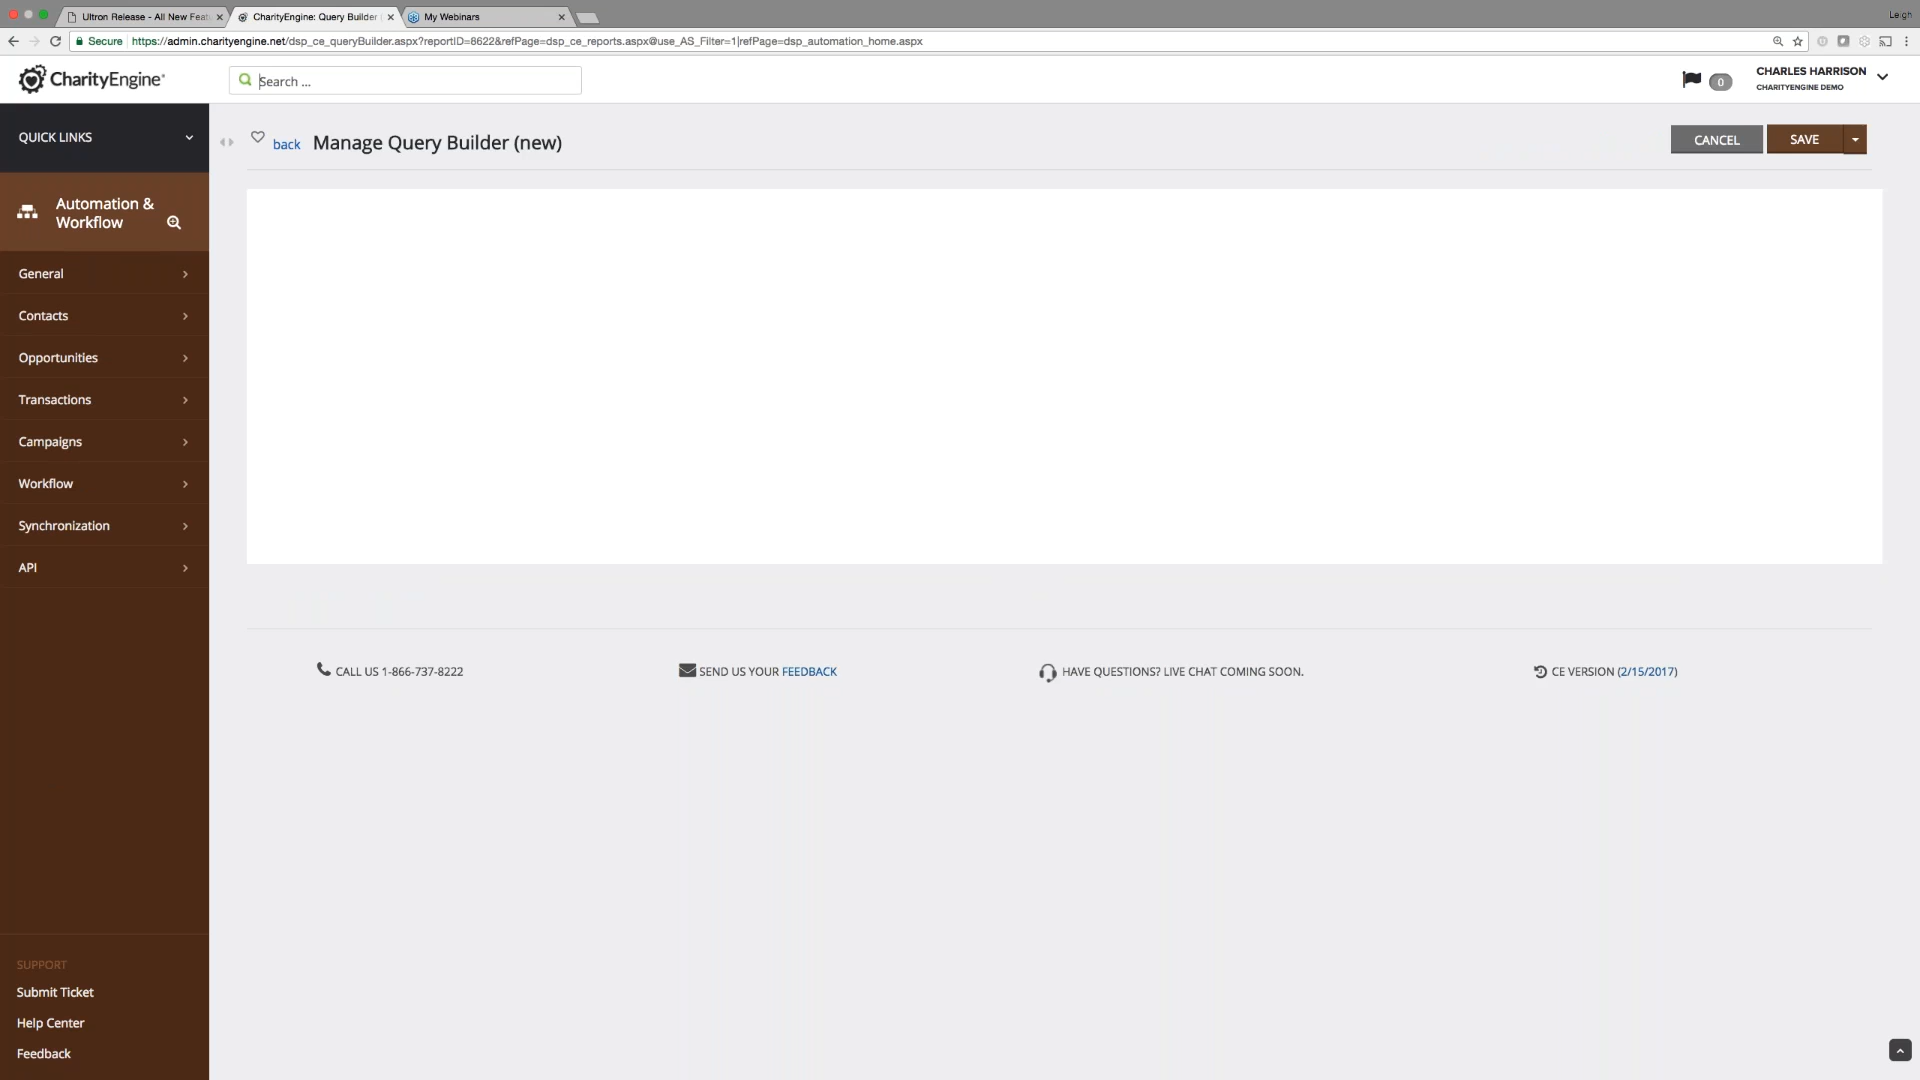 Ultron Release - All New Feat
CharityEngine: Query Builder
My Webinars
Leigh
Secure https://admin.charityengine.net/dsp_ce_queryBuilder.aspx?reportID=8622&refPage=dsp_ce_reports.aspx@use_AS_Filter=1|refPage=dsp_automation_home.aspx
CharityEngine®
Search ...
0
CHARLES HARRISON
CHARITYENGINE DEMO
QUICK LINKS
back
Manage Query Builder (new)
CANCEL
SAVE
Automation &
Workflow
General
Contacts
Opportunities
Transactions
Campaigns
Workflow
Synchronization
API
CALL US 1-866-737-8222
SEND US YOUR FEEDBACK
HAVE QUESTIONS? LIVE CHAT COMING SOON.
CE VERSION (2/15/2017)
SUPPORT
Submit Ticket
Help Center
Feedback